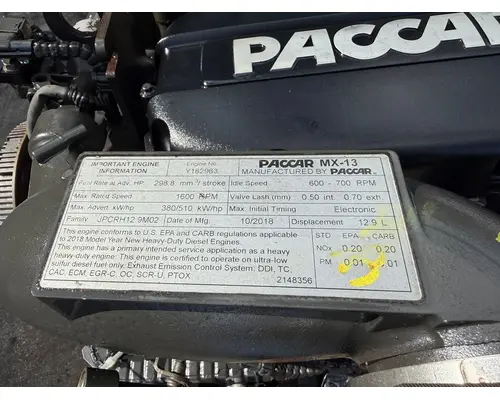 PACCAR
IMPORTANT ENGINE INFORMATION Engine No. Y162963 PACCAR MX-13 MANUFACTURED BY PACCAR
Fuel Rate at Adv. HP 298.8 mm³/stroke Idle Speed 600 - 700 RPM
Max. Rated Speed 1600 RPM Valve Lash (mm) 0.50 int. 0.70 exh
Max. Advert. kW/hp 380/510 kW/hp Max. Initial Timing Electronic
Family JPCRH12.9M02 Date of Mfg 10/2018 Displacement 12.9 L
This engine conforms to U.S. EPA and CARB regulations applicable STD EPA CARB
to 2018 Model Year New Heavy-Duty Diesel Engines. NOx 0.20 0.20
This engine has a primary intended service application as a heavy
heavy-duty engine. This engine is certified to operate on ultra-low PM 0.01 0.01
sulfur diesel fuel only. Exhaust Emission Control System: DDI, TC,
CAC, ECM, EGR-C, OC, SCR-U, PTOX 2148356